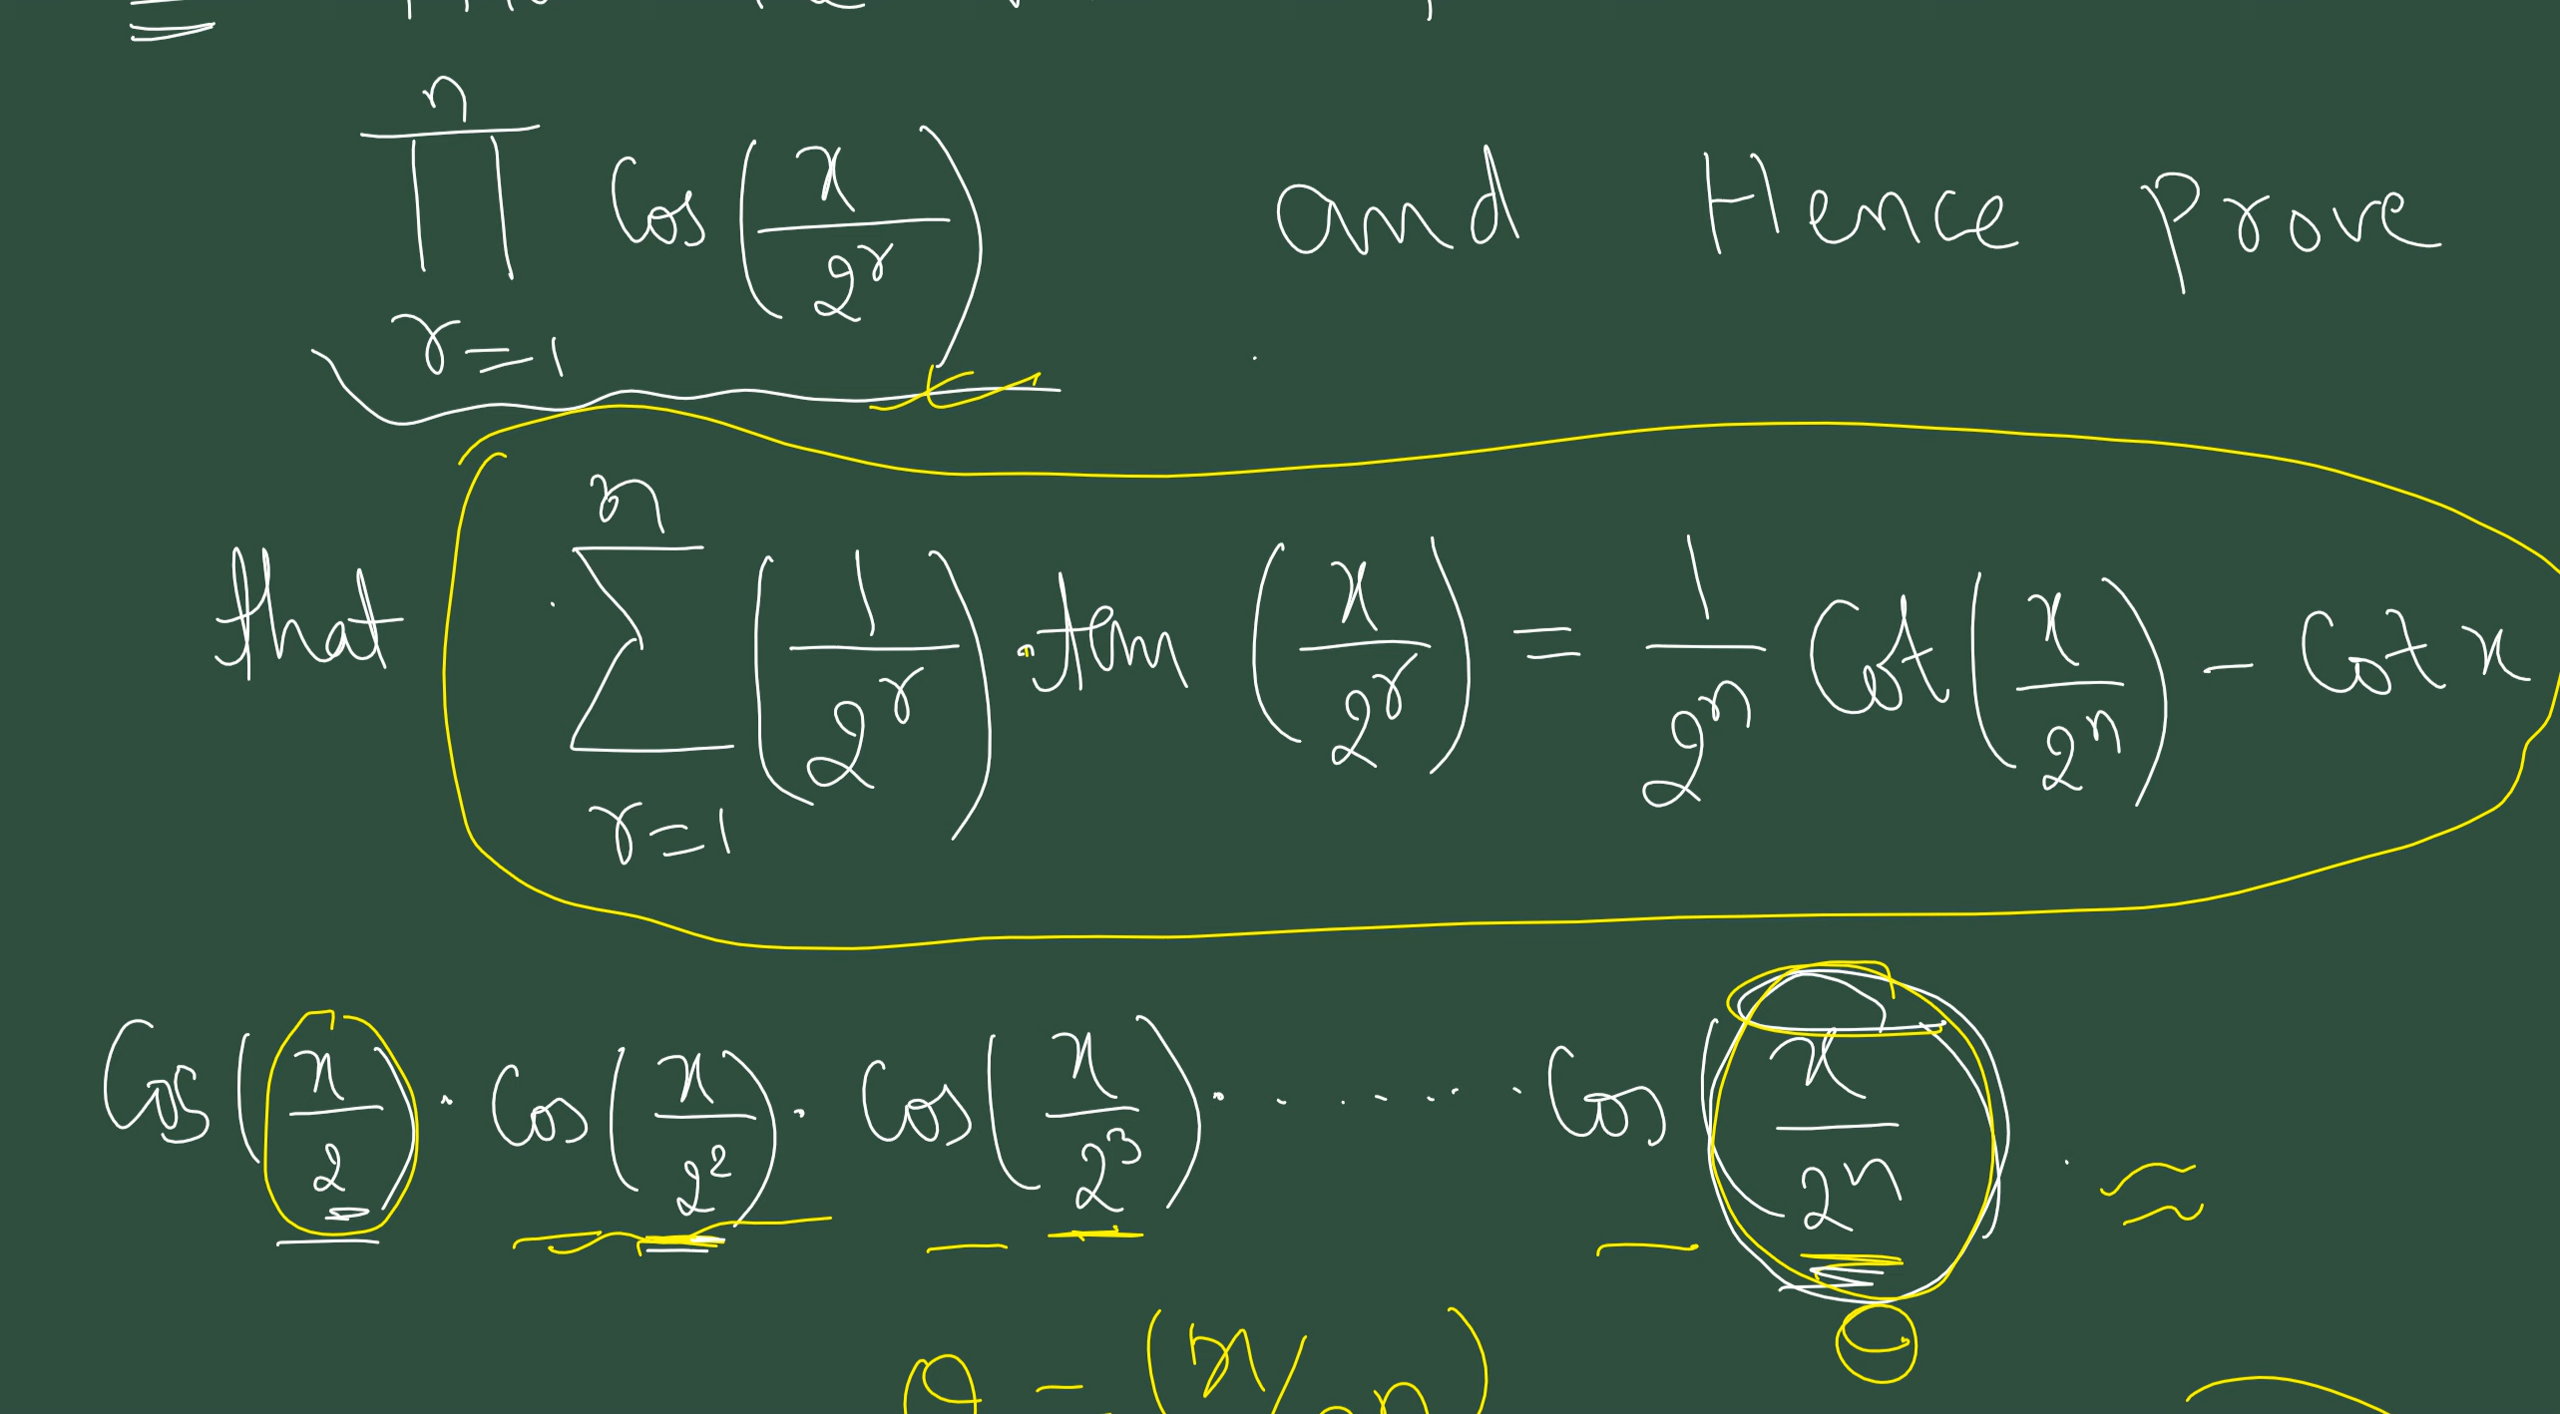 n
∏ Cos(x/2^r) and Hence Prove
r=1
n
that ∑ (1/2^r) · tan (x/2^r) = 1/2^n Cot(x/2^n) - Cot x
r=1
Cos(x/2) · Cos(x/2^2) · Cos(x/2^3) · · · · · · · Cos(x/2^n)
θ
θ = (x/2^n)